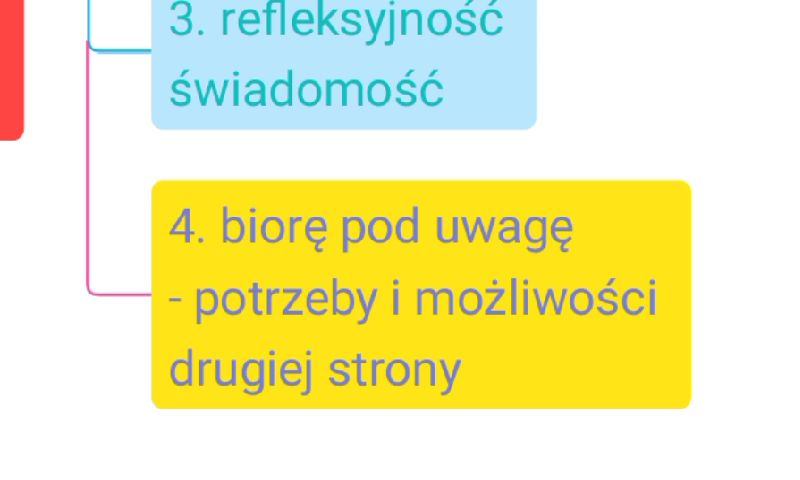 3. refleksyjność
świadomość
4. biorę pod uwagę
- potrzeby i możliwości
drugiej strony